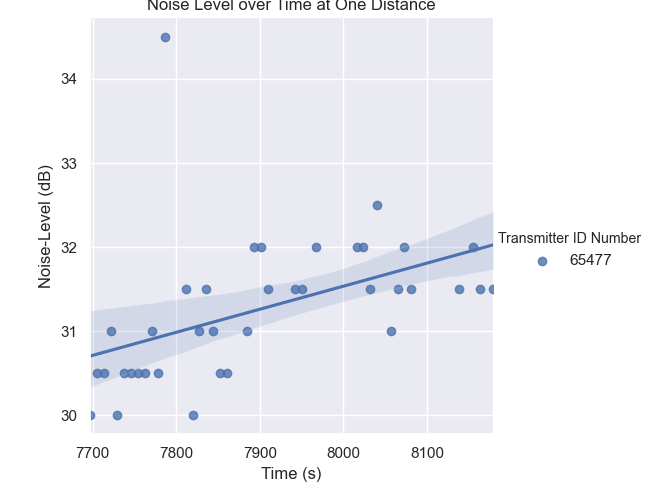 Noise Level over Time at One Distance
34
33
32
31
30
Noise-Level (dB)
7700 7800 7900 8000 8100
Time (s)
Transmitter ID Number
65477